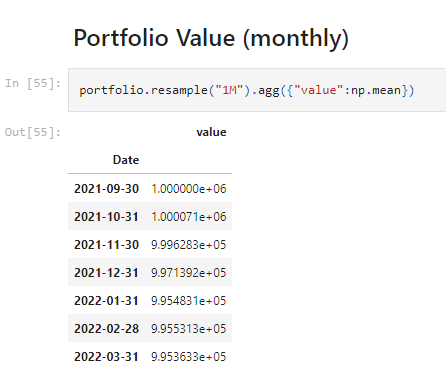 Portfolio Value (monthly)
In [55]: portfolio.resample("1M").agg({"value":np.mean})
Out[55]: value
Date
2021-09-30 1.000000e+06
2021-10-31 1.000071e+06
2021-11-30 9.996283e+05
2021-12-31 9.971392e+05
2022-01-31 9.954831e+05
2022-02-28 9.955313e+05
2022-03-31 9.953633e+05